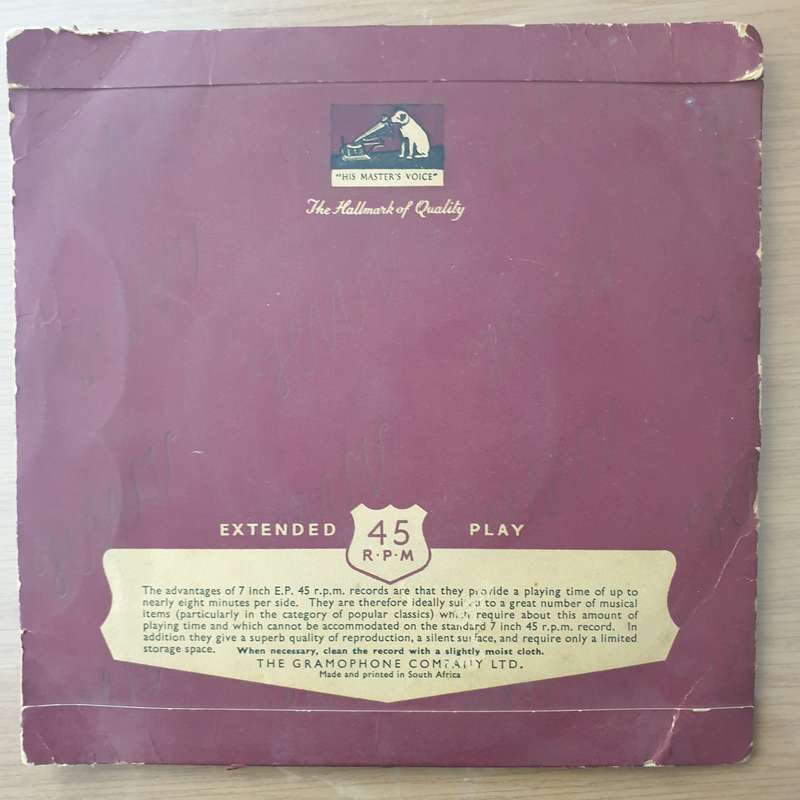 "HIS MASTER'S VOICE"
The Hallmark of Quality
EXTENDED 45 PLAY
R·P·M
The advantages of 7 inch E.P. 45 r.p.m. records are that they provide a playing time of up to
nearly eight minutes per side. They are therefore ideally suited to a great number of musical
items (particularly in the category of popular classics) which require about this amount of
playing time and which cannot be accommodated on the standard 7 inch 45 r.p.m. record. In
addition they give a superb quality of reproduction, a silent surface, and require only a limited
storage space. When necessary, clean the record with a slightly moist cloth.
THE GRAMOPHONE COMPANY LTD.
Made and printed in South Africa